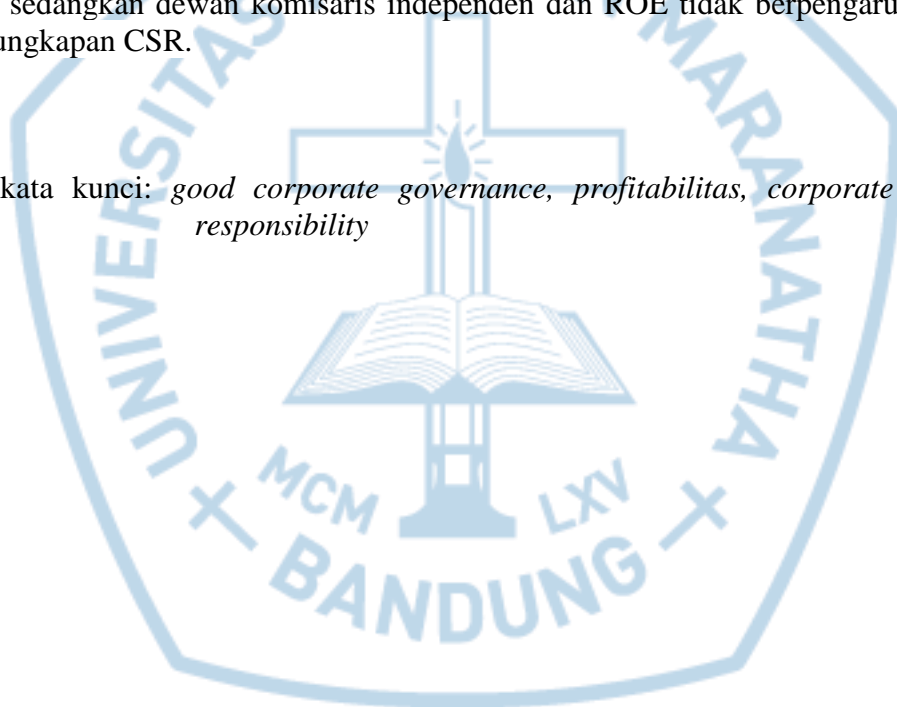 sedangkan dewan komisaris independen dan ROE tidak berpengaru
ungkapan CSR.
kata kunci: good corporate governance, profitabilitas, corporate
responsibility
UNIVERSITAS
MARANATHA
MCM LXV
BANDUNG